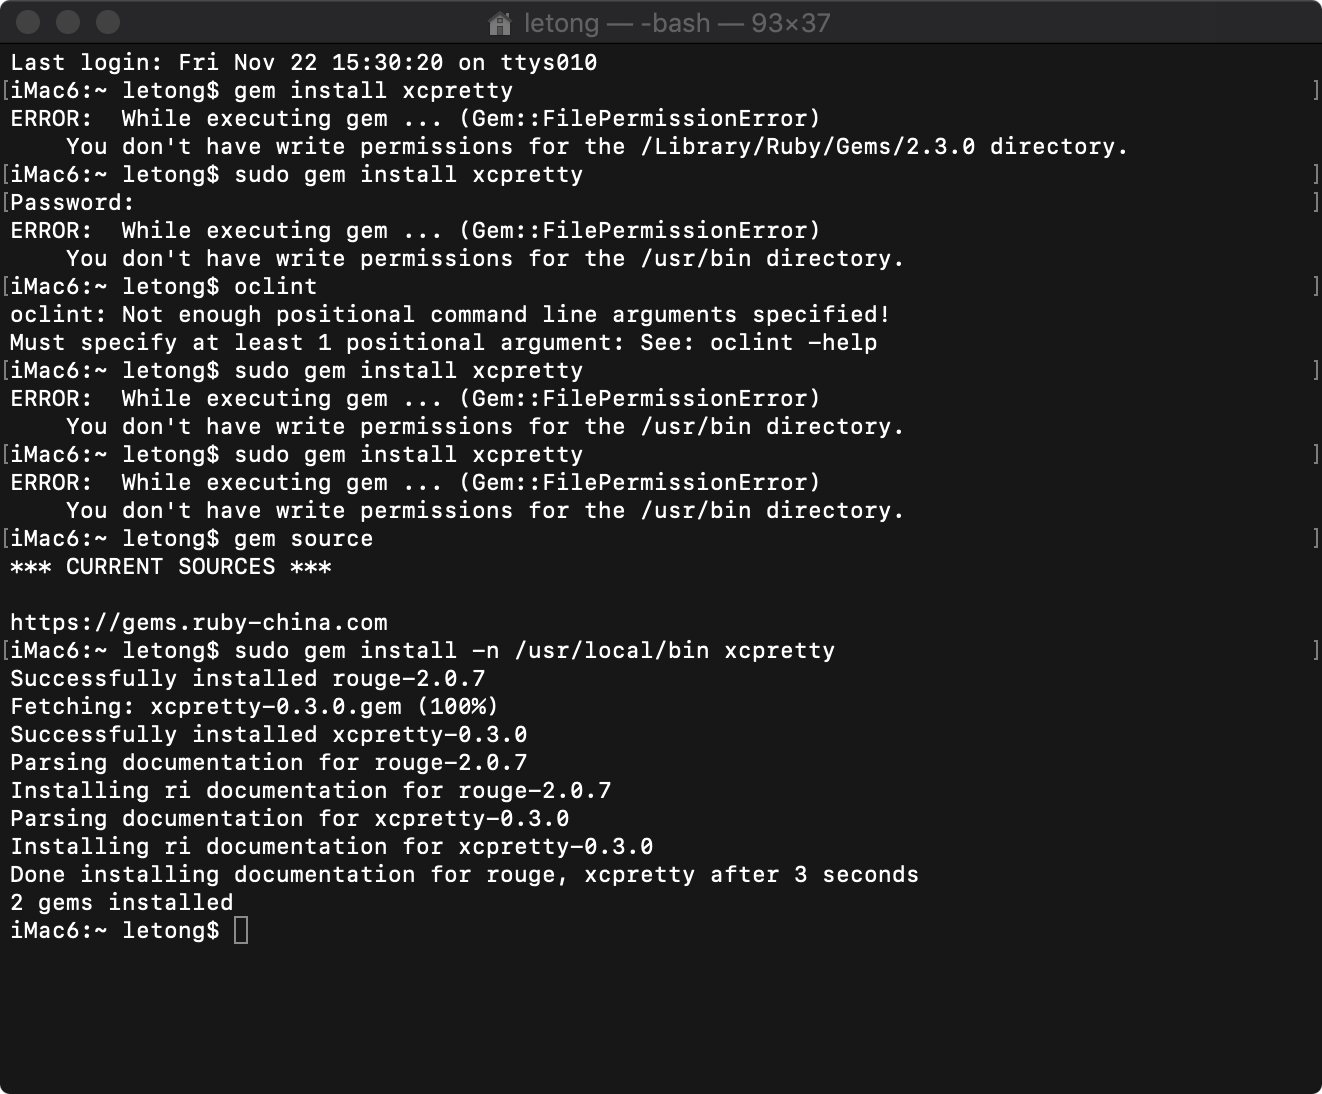 letong — -bash — 93×37
Last login: Fri Nov 22 15:30:20 on ttys010
[iMac6:~ letong$ gem install xcpretty ]
ERROR:  While executing gem ... (Gem::FilePermissionError)
    You don't have write permissions for the /Library/Ruby/Gems/2.3.0 directory.
[iMac6:~ letong$ sudo gem install xcpretty ]
[Password: ]
ERROR:  While executing gem ... (Gem::FilePermissionError)
    You don't have write permissions for the /usr/bin directory.
[iMac6:~ letong$ oclint ]
oclint: Not enough positional command line arguments specified!
Must specify at least 1 positional argument: See: oclint -help
[iMac6:~ letong$ sudo gem install xcpretty ]
ERROR:  While executing gem ... (Gem::FilePermissionError)
    You don't have write permissions for the /usr/bin directory.
[iMac6:~ letong$ sudo gem install xcpretty ]
ERROR:  While executing gem ... (Gem::FilePermissionError)
    You don't have write permissions for the /usr/bin directory.
[iMac6:~ letong$ gem source ]
*** CURRENT SOURCES ***

https://gems.ruby-china.com
[iMac6:~ letong$ sudo gem install -n /usr/local/bin xcpretty ]
Successfully installed rouge-2.0.7
Fetching: xcpretty-0.3.0.gem (100%)
Successfully installed xcpretty-0.3.0
Parsing documentation for rouge-2.0.7
Installing ri documentation for rouge-2.0.7
Parsing documentation for xcpretty-0.3.0
Installing ri documentation for xcpretty-0.3.0
Done installing documentation for rouge, xcpretty after 3 seconds
2 gems installed
iMac6:~ letong$